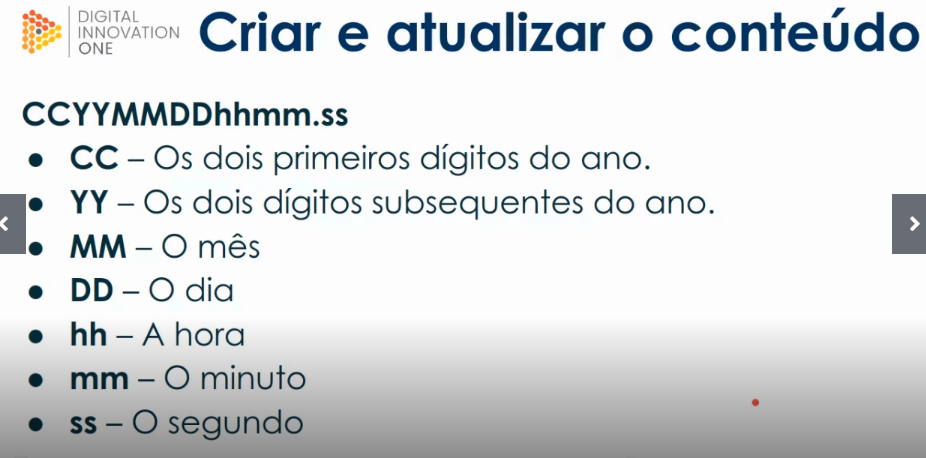 DIGITAL
INNOVATION
ONE
Criar e atualizar o conteúdo
CCYYMMDDhhmm.ss
● CC – Os dois primeiros dígitos do ano.
● YY – Os dois dígitos subsequentes do ano.
● MM – O mês
● DD – O dia
● hh – A hora
● mm – O minuto
● ss – O segundo